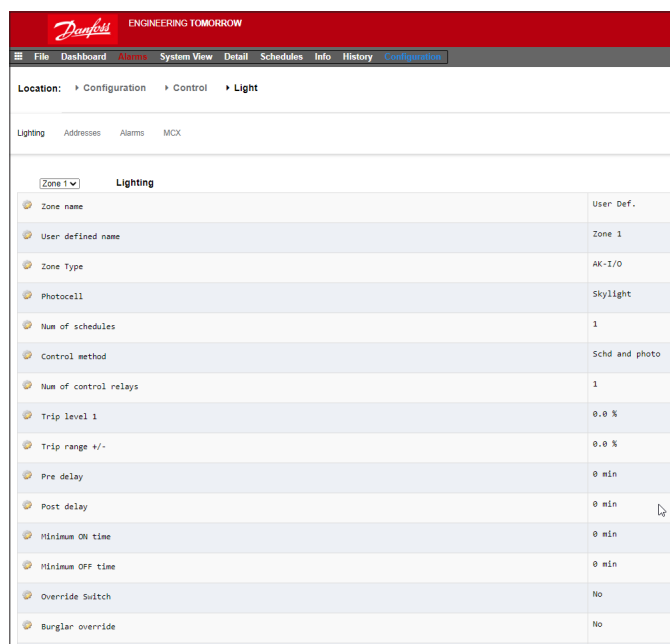 Danfoss ENGINEERING TOMORROW
File Dashboard Alarms System View Detail Schedules Info History Configuration
Location: Configuration Control Light
Lighting Addresses Alarms MCX
Zone 1 Lighting
Zone name User Def.
User defined name Zone 1
Zone Type AK-I/O
Photocell Skylight
Num of schedules 1
Control method Schd and photo
Num of control relays 1
Trip level 1 0.0 %
Trip range +/- 0.0 %
Pre delay 0 min
Post delay 0 min
Minimum ON time 0 min
Minimum OFF time 0 min
Override Switch No
Burglar override No